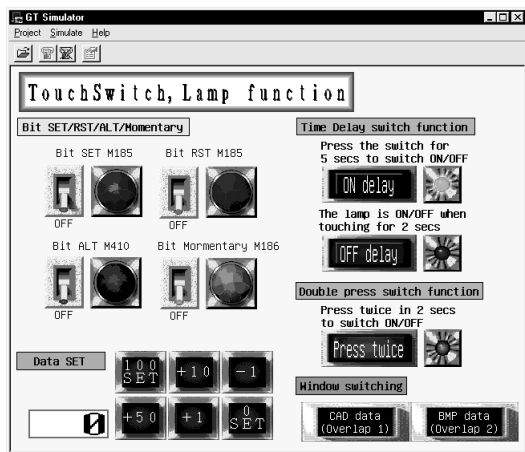 GT Simulator
Project Simulate Help
TouchSwitch, Lamp function
Bit SET/RST/ALT/Momentary
Bit SET M185
Bit RST M185
OFF
OFF
Bit ALT M410
Bit Mormentary M186
OFF
OFF
Data SET
100 SET
+10
-1
+50
+1
0 SET
0
Time Delay switch function
Press the switch for
5 secs to switch ON/OFF
ON delay
The lamp is ON/OFF when
touching for 2 secs
OFF delay
Double press switch function
Press twice in 2 secs
to switch ON/OFF
Press twice
Window switching
CAD data
(Overlap 1)
BMP data
(Overlap 2)